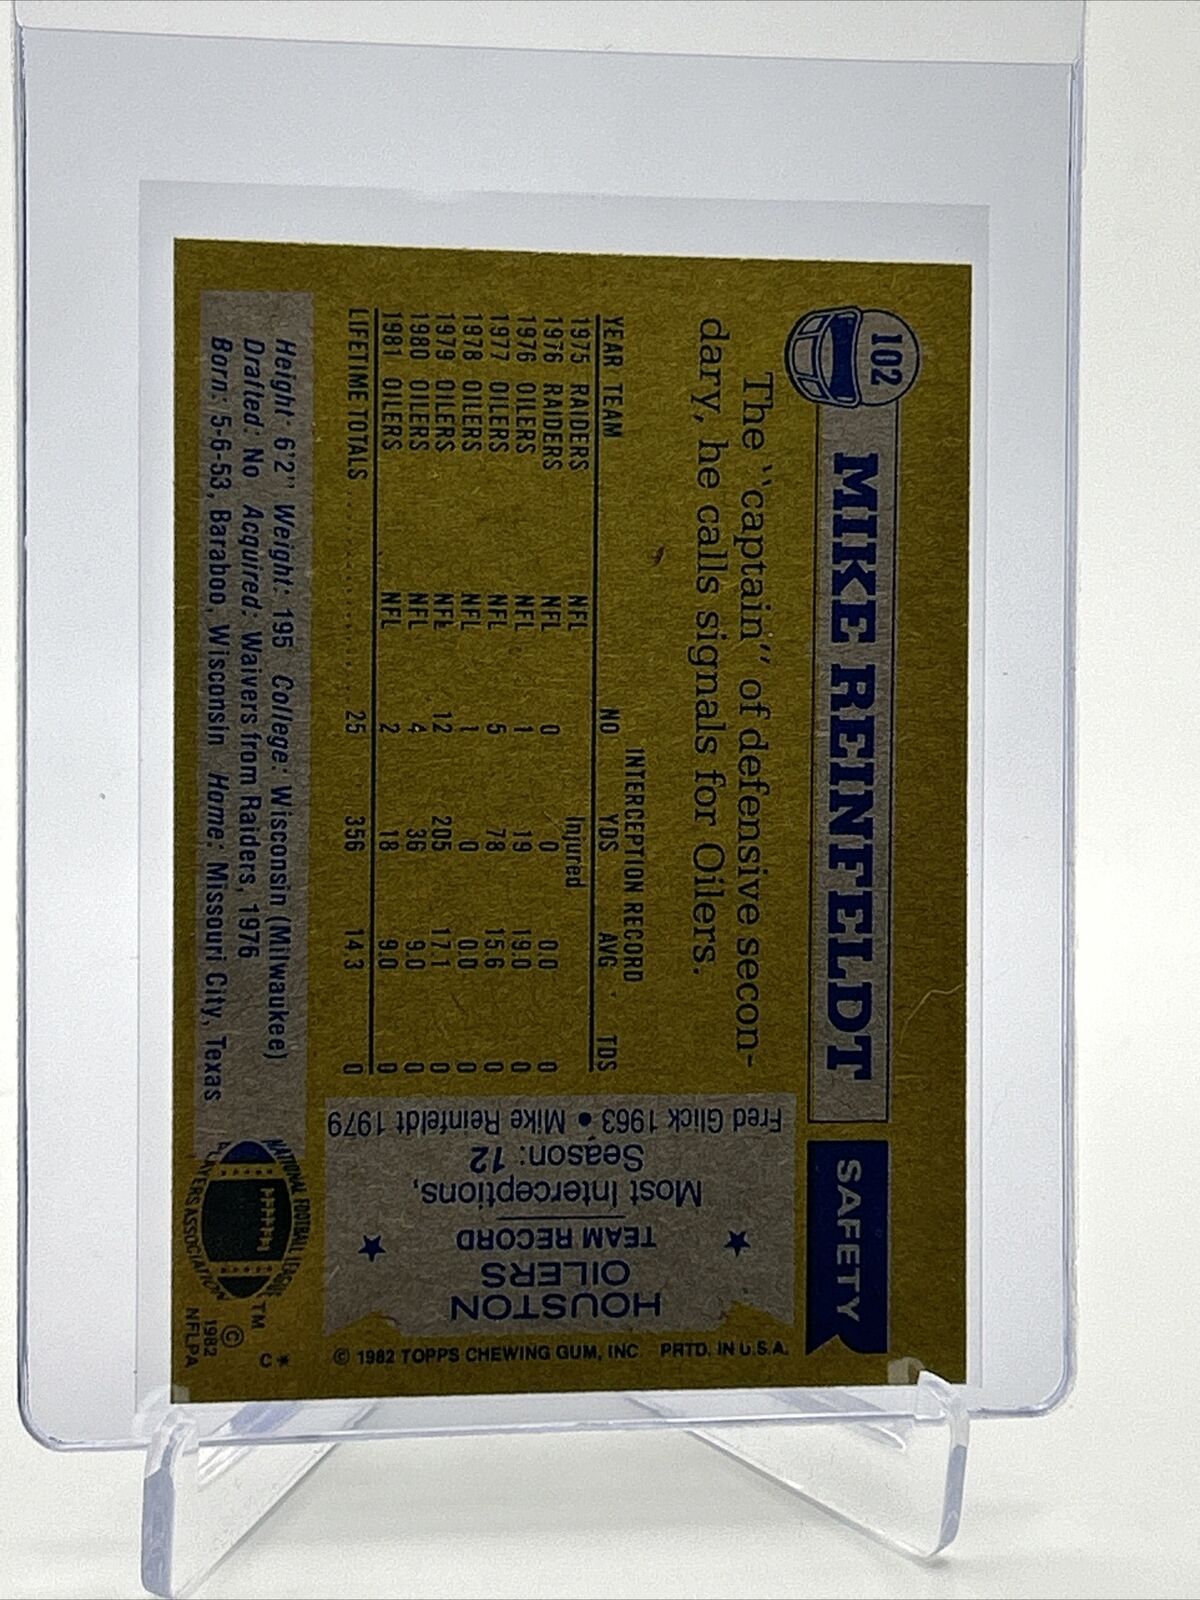 102
MIKE REINFELDT
SAFETY
The "captain" of defensive secon-
dary, he calls signals for Oilers.
INTERCEPTION RECORD
YEAR TEAM NO YDS AVG TDS
1975 RAIDERS NFL Injured
1976 RAIDERS NFL 0 0 0.0 0
1976 OILERS NFL 1 19 19.0 0
1977 OILERS NFL 5 78 15.6 0
1978 OILERS NFL 1 0 0.0 0
1979 OILERS NFL 12 205 17.1 0
1980 OILERS NFL 4 36 9.0 0
1981 OILERS NFL 2 18 9.0 0
LIFETIME TOTALS 25 356 14.3 0
Height: 6'2" Weight: 195 College: Wisconsin (Milwaukee)
Drafted: No Acquired: Waivers from Raiders, 1976
Born: 5-6-53, Baraboo, Wisconsin Home: Missouri City, Texas
HOUSTON
OILERS
★ TEAM RECORD ★
Most Interceptions,
Season: 12
Fred Glick 1963 • Mike Reinfeldt 1979
NATIONAL FOOTBALL LEAGUE
PLAYERS ASSOCIATION
TM
©
1982
NFLPA
C*
© 1982 TOPPS CHEWING GUM, INC. PRTD. IN U.S.A.